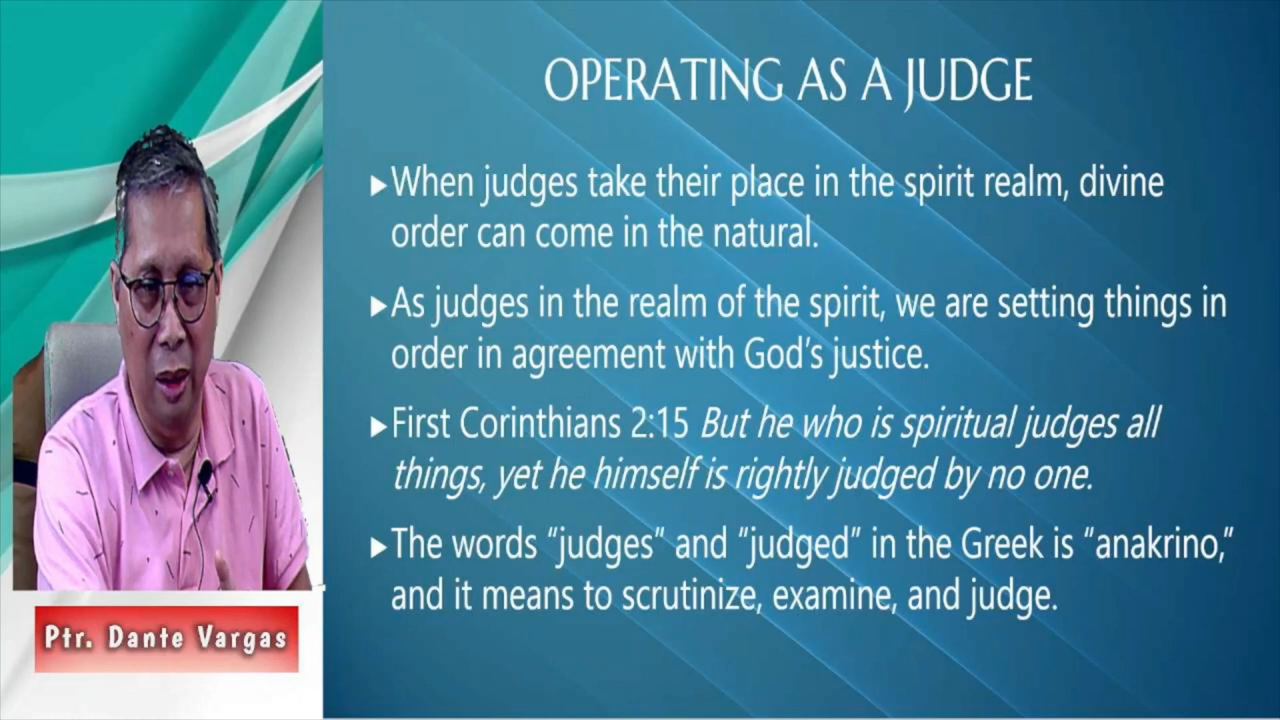 OPERATING AS A JUDGE
▸When judges take their place in the spirit realm, divine
order can come in the natural.
▸As judges in the realm of the spirit, we are setting things in
order in agreement with God's justice.
▸First Corinthians 2:15 But he who is spiritual judges all
things, yet he himself is rightly judged by no one.
▸The words “judges” and “judged” in the Greek is “anakrino,”
and it means to scrutinize, examine, and judge.
Ptr. Dante Vargas